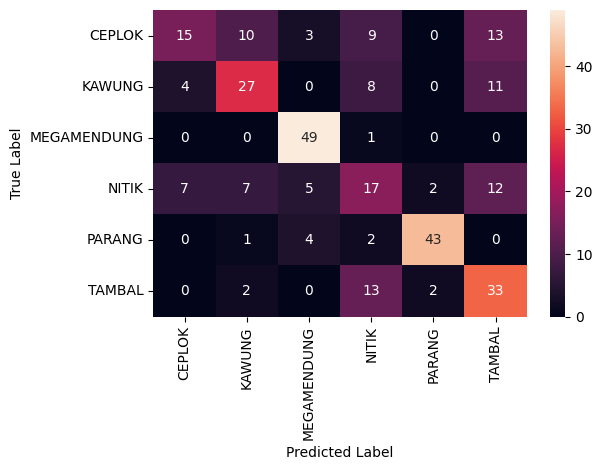 True Label
CEPLOK 15 10 3 9 0 13
KAWUNG 4 27 0 8 0 11
MEGAMENDUNG 0 0 49 1 0 0
NITIK 7 7 5 17 2 12
PARANG 0 1 4 2 43 0
TAMBAL 0 2 0 13 2 33
CEPLOK KAWUNG MEGAMENDUNG NITIK PARANG TAMBAL
Predicted Label
40
30
20
10
0